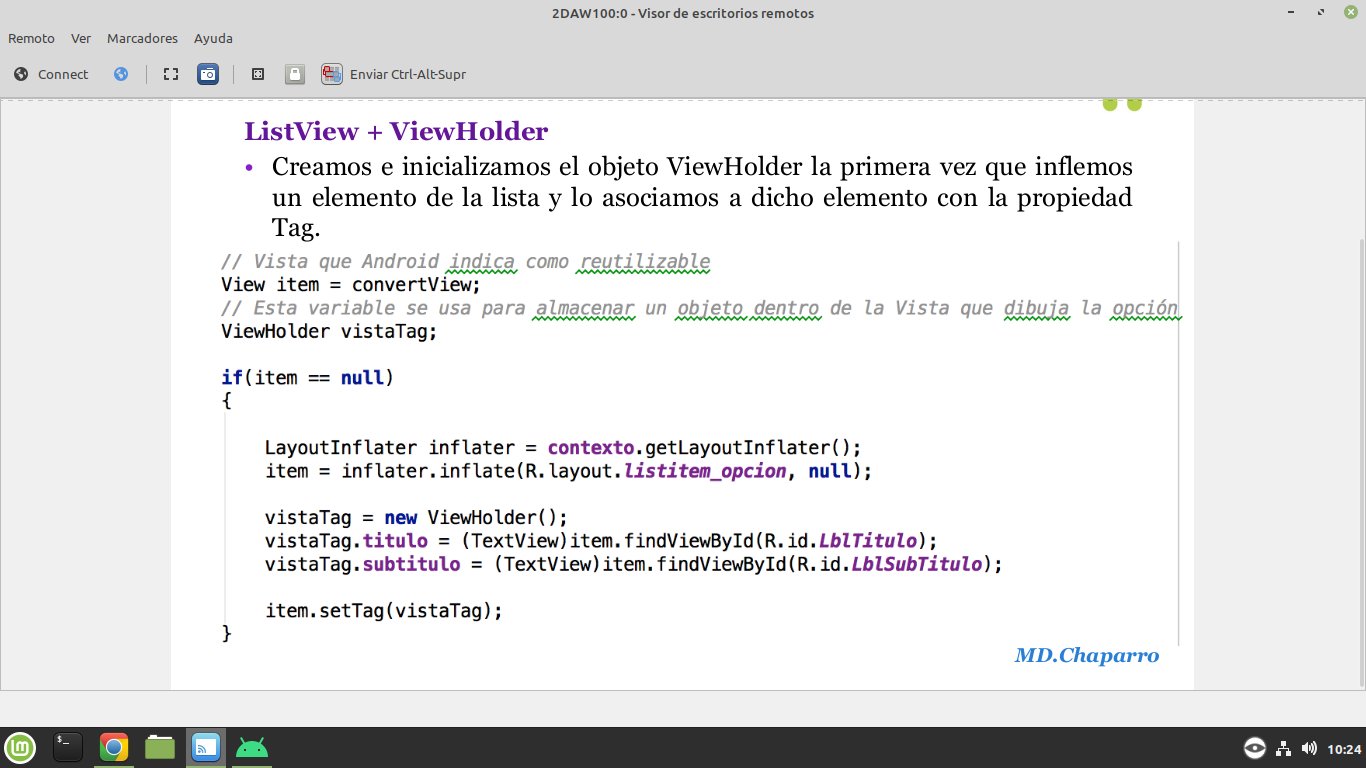 2DAW100:0 - Visor de escritorios remotos
Remoto Ver Marcadores Ayuda
Connect Enviar Ctrl-Alt-Supr
ListView + ViewHolder
• Creamos e inicializamos el objeto ViewHolder la primera vez que inflemos
un elemento de la lista y lo asociamos a dicho elemento con la propiedad
Tag.
// Vista que Android indica como reutilizable
View item = convertView;
// Esta variable se usa para almacenar un objeto dentro de la Vista que dibuja la opción
ViewHolder vistaTag;
if(item == null)
{
LayoutInflater inflater = contexto.getLayoutInflater();
item = inflater.inflate(R.layout.listitem_opcion, null);
vistaTag = new ViewHolder();
vistaTag.titulo = (TextView)item.findViewById(R.id.LblTitulo);
vistaTag.subtitulo = (TextView)item.findViewById(R.id.LblSubTitulo);
item.setTag(vistaTag);
}
MD.Chaparro
$_
10:24